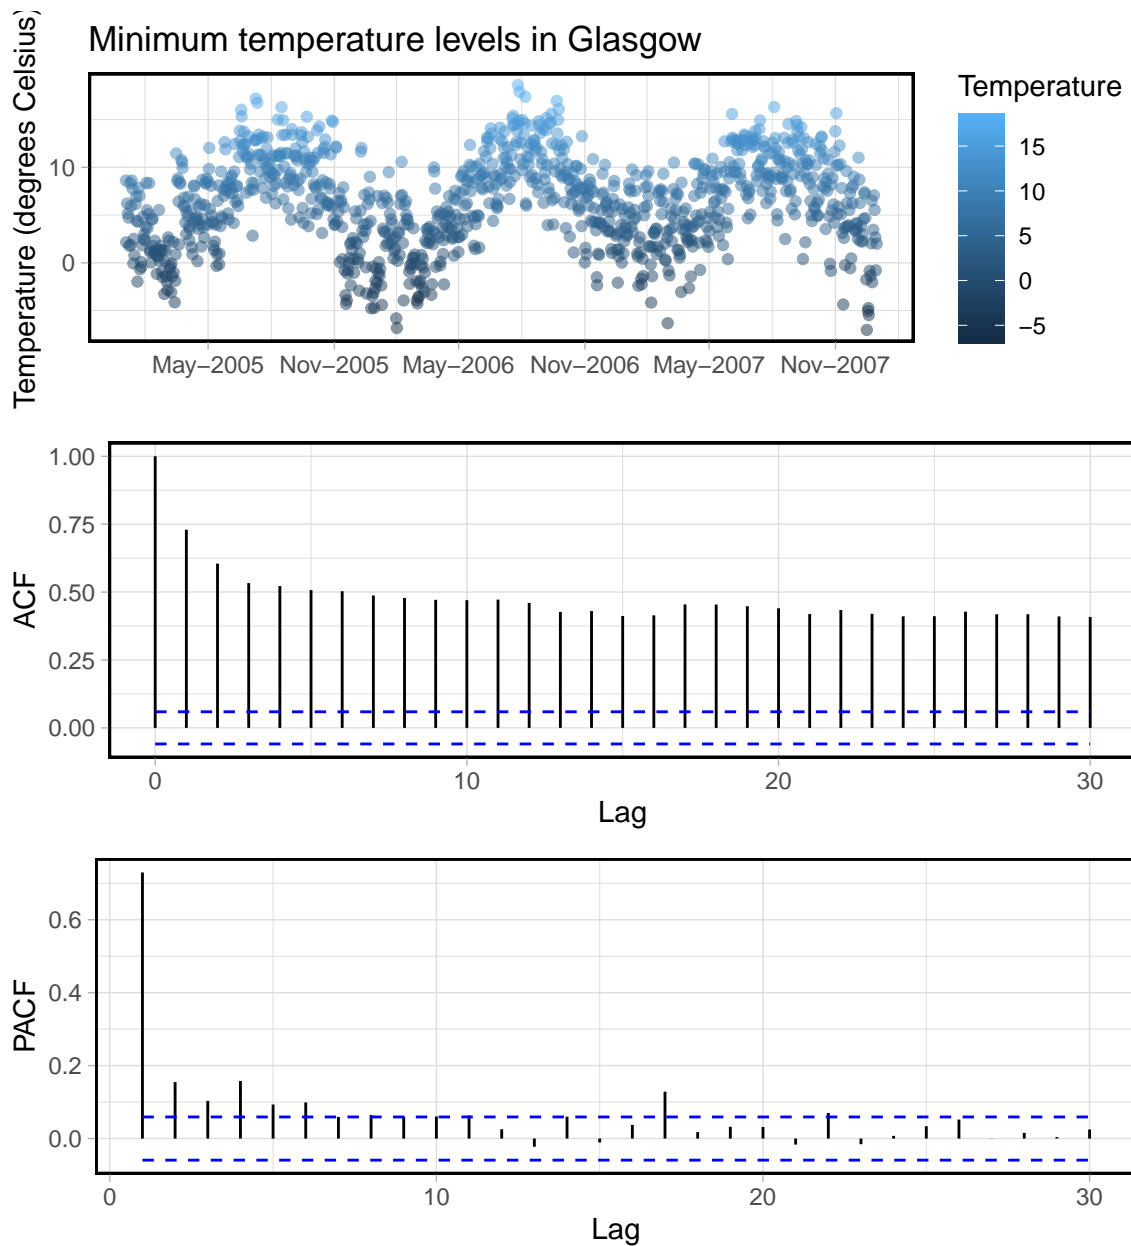 Minimum temperature levels in Glasgow
Temperature (degrees Celsius)
10
0
May−2005 Nov−2005 May−2006 Nov−2006 May−2007 Nov−2007
Temperature
15
10
5
0
−5
ACF
1.00
0.75
0.50
0.25
0.00
0 10 20 30
Lag
PACF
0.6
0.4
0.2
0.0
0 10 20 30
Lag